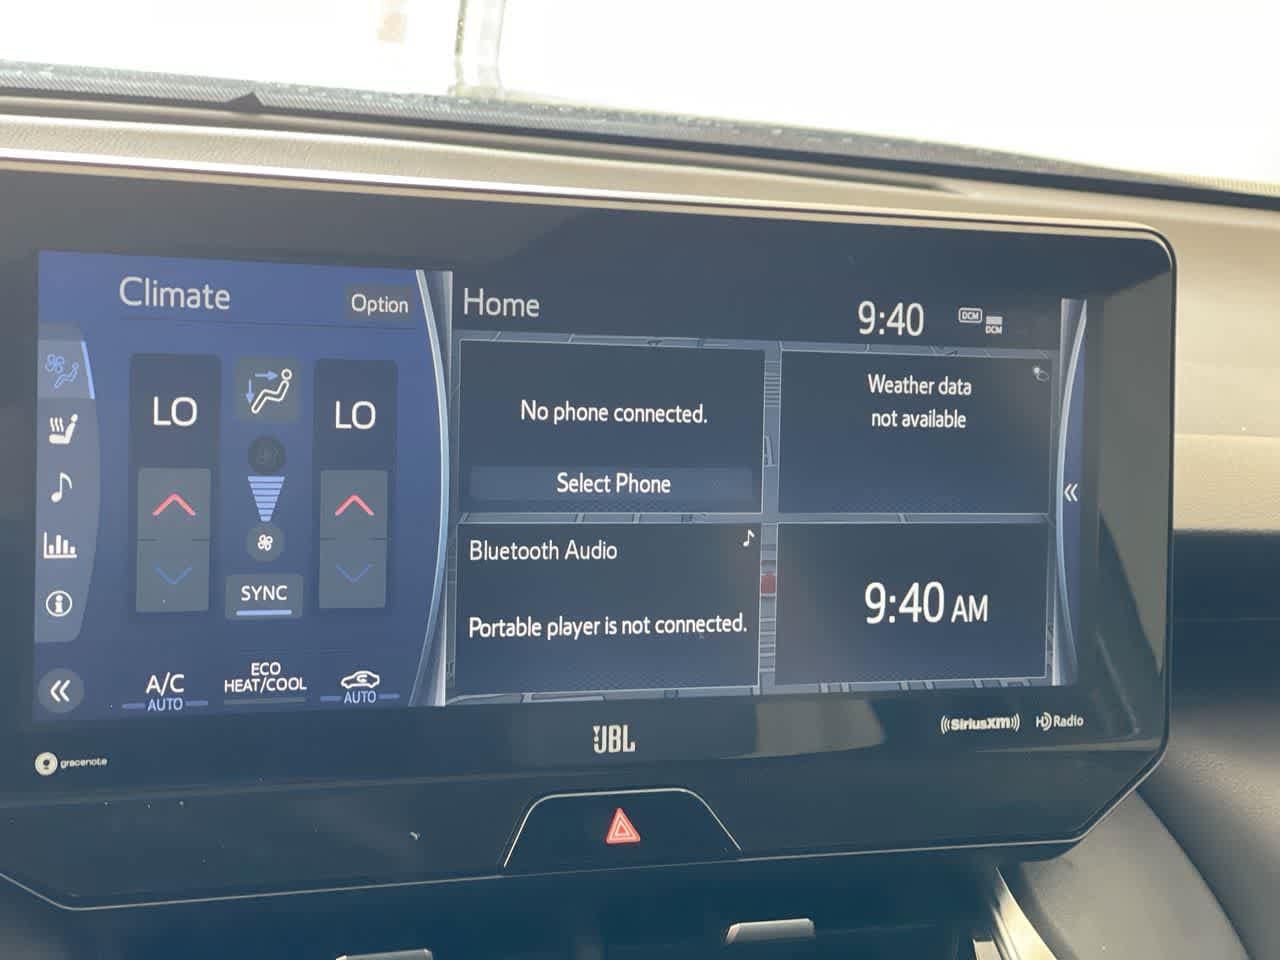 Climate
Option
LO
LO
SYNC
A/C
AUTO
ECO
HEAT/COOL
AUTO
Home
9:40
DCM
DCM
No phone connected.
Select Phone
Weather data
not available
Bluetooth Audio
Portable player is not connected.
9:40 AM
gracenote
JBL
SiriusXM
HD Radio